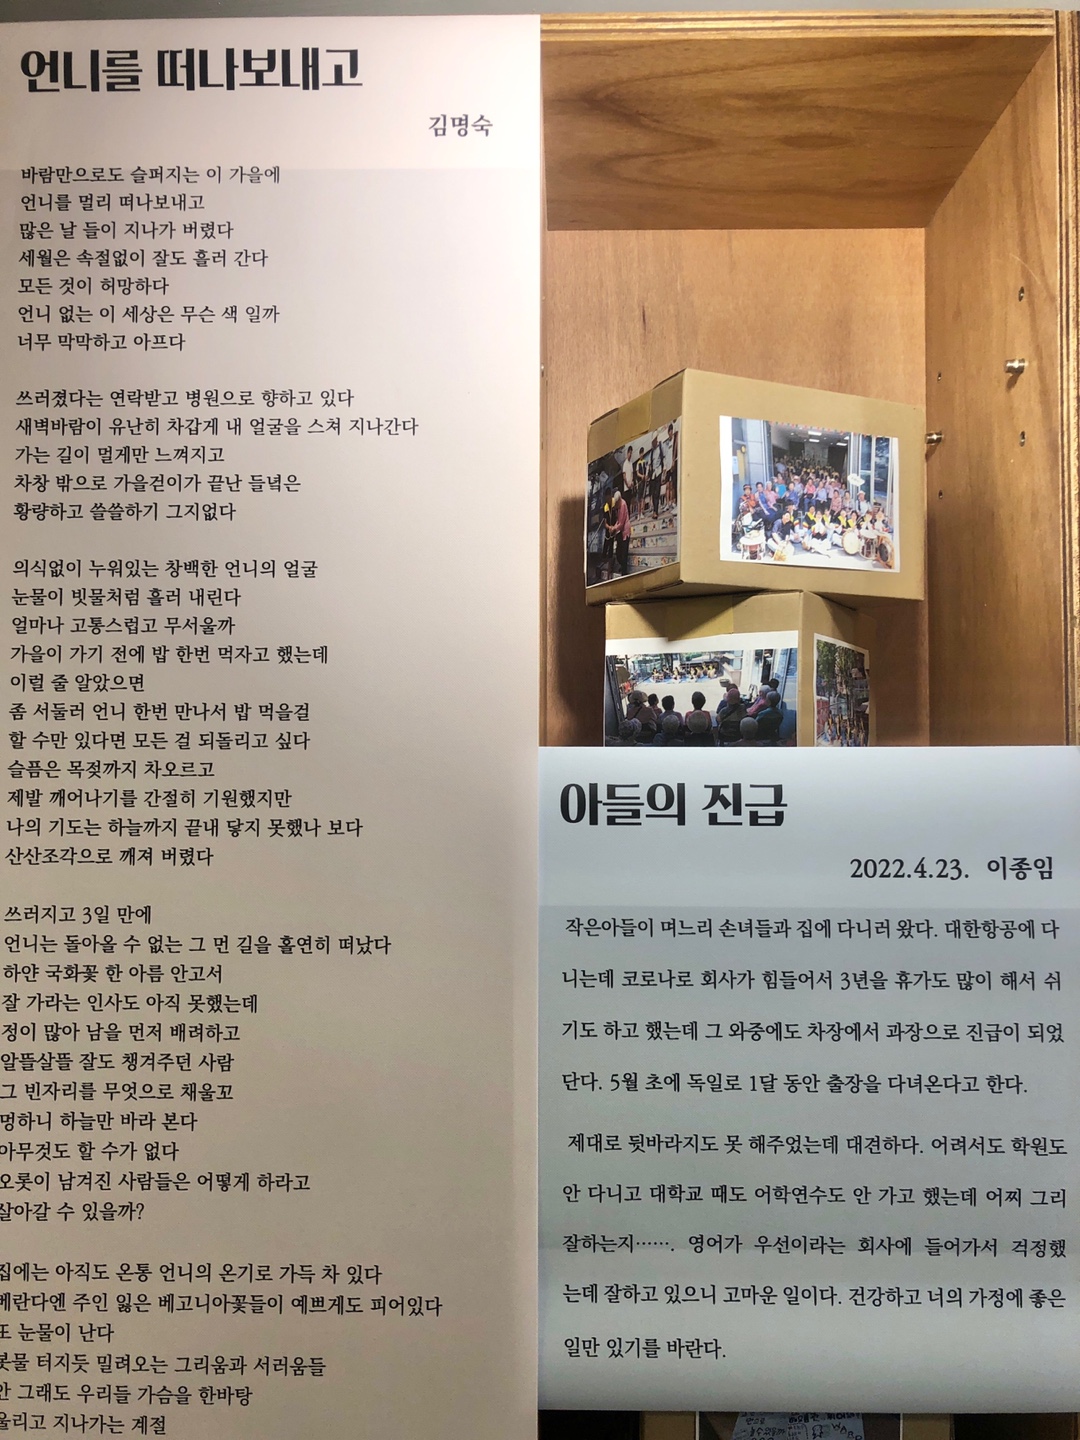 언니를 떠나보내고
김명숙
바람만으로도 슬퍼지는 이 가을에
언니를 멀리 떠나보내고
많은 날 들이 지나가 버렸다
세월은 속절없이 잘도 흘러 간다
모든 것이 허망하다
언니 없는 이 세상은 무슨 색 일까
너무 막막하고 아프다
쓰러졌다는 연락받고 병원으로 향하고 있다
새벽바람이 유난히 차갑게 내 얼굴을 스쳐 지나간다
가는 길이 멀게만 느껴지고
차창 밖으로 가을걷이가 끝난 들녘은
황량하고 쓸쓸하기 그지없다
의식없이 누워있는 창백한 언니의 얼굴
눈물이 빗물처럼 흘러 내린다
얼마나 고통스럽고 무서울까
가을이 가기 전에 밥 한번 먹자고 했는데
이럴 줄 알았으면
좀 서둘러 언니 한번 만나서 밥 먹을걸
할 수만 있다면 모든 걸 되돌리고 싶다
슬픔은 목젖까지 차오르고
제발 깨어나기를 간절히 기원했지만
나의 기도는 하늘까지 끝내 닿지 못했나 보다
산산조각으로 깨져 버렸다
쓰러지고 3일 만에
언니는 돌아올 수 없는 그 먼 길을 홀연히 떠났다
하얀 국화꽃 한 아름 안고서
잘 가라는 인사도 아직 못했는데
정이 많아 남을 먼저 배려하고
알뜰살뜰 잘도 챙겨주던 사람
그 빈자리를 무엇으로 채울꼬
멍하니 하늘만 바라 본다
아무것도 할 수가 없다
오롯이 남겨진 사람들은 어떻게 하라고
살아갈 수 있을까?
집에는 아직도 온통 언니의 온기로 가득 차 있다
베란다엔 주인 잃은 베고니아꽃들이 예쁘게도 피어있다
또 눈물이 난다
봇물 터지듯 밀려오는 그리움과 서러움들
안 그래도 우리들 가슴을 한바탕
울리고 지나가는 계절
아들의 진급
2022.4.23. 이종임
작은아들이 며느리 손녀들과 집에 다니러 왔다. 대한항공에 다
니는데 코로나로 회사가 힘들어서 3년을 휴가도 많이 해서 쉬
기도 하고 했는데 그 와중에도 차장에서 과장으로 진급이 되었
단다. 5월 초에 독일로 1달 동안 출장을 다녀온다고 한다.
제대로 뒷바라지도 못 해주었는데 대견하다. 어려서도 학원도
안 다니고 대학교 때도 어학연수도 안 가고 했는데 어찌 그리
잘하는지……. 영어가 우선이라는 회사에 들어가서 걱정했
는데 잘하고 있으니 고마운 일이다. 건강하고 너의 가정에 좋은
일만 있기를 바란다.